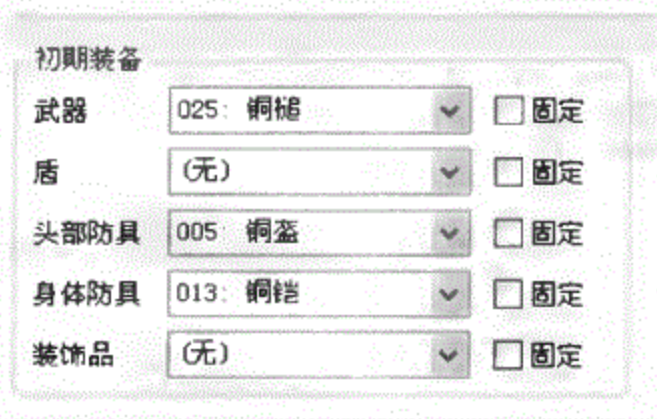 初期装备
武器 025: 铜槌 固定
盾 (无) 固定
头部防具 005: 铜盔 固定
身体防具 013: 铜铠 固定
装饰品 (无) 固定